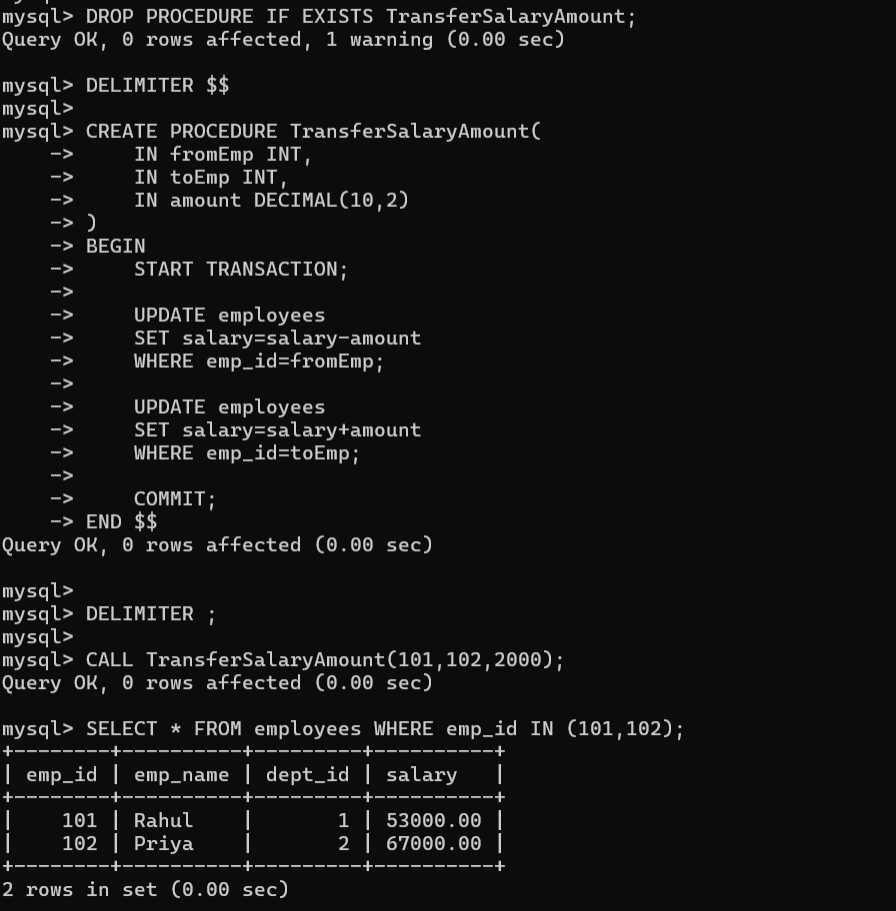 mysql> DROP PROCEDURE IF EXISTS TransferSalaryAmount;
Query OK, 0 rows affected, 1 warning (0.00 sec)

mysql> DELIMITER $$
mysql>
mysql> CREATE PROCEDURE TransferSalaryAmount(
    ->     IN fromEmp INT,
    ->     IN toEmp INT,
    ->     IN amount DECIMAL(10,2)
    -> )
    -> BEGIN
    ->     START TRANSACTION;
    ->
    ->     UPDATE employees
    ->     SET salary=salary-amount
    ->     WHERE emp_id=fromEmp;
    ->
    ->     UPDATE employees
    ->     SET salary=salary+amount
    ->     WHERE emp_id=toEmp;
    ->
    ->     COMMIT;
    -> END $$
Query OK, 0 rows affected (0.00 sec)

mysql>
mysql> DELIMITER ;
mysql>
mysql> CALL TransferSalaryAmount(101,102,2000);
Query OK, 0 rows affected (0.00 sec)

mysql> SELECT * FROM employees WHERE emp_id IN (101,102);
+--------+----------+---------+----------+
| emp_id | emp_name | dept_id | salary   |
+--------+----------+---------+----------+
|    101 | Rahul    |       1 | 53000.00 |
|    102 | Priya    |       2 | 67000.00 |
+--------+----------+---------+----------+
2 rows in set (0.00 sec)